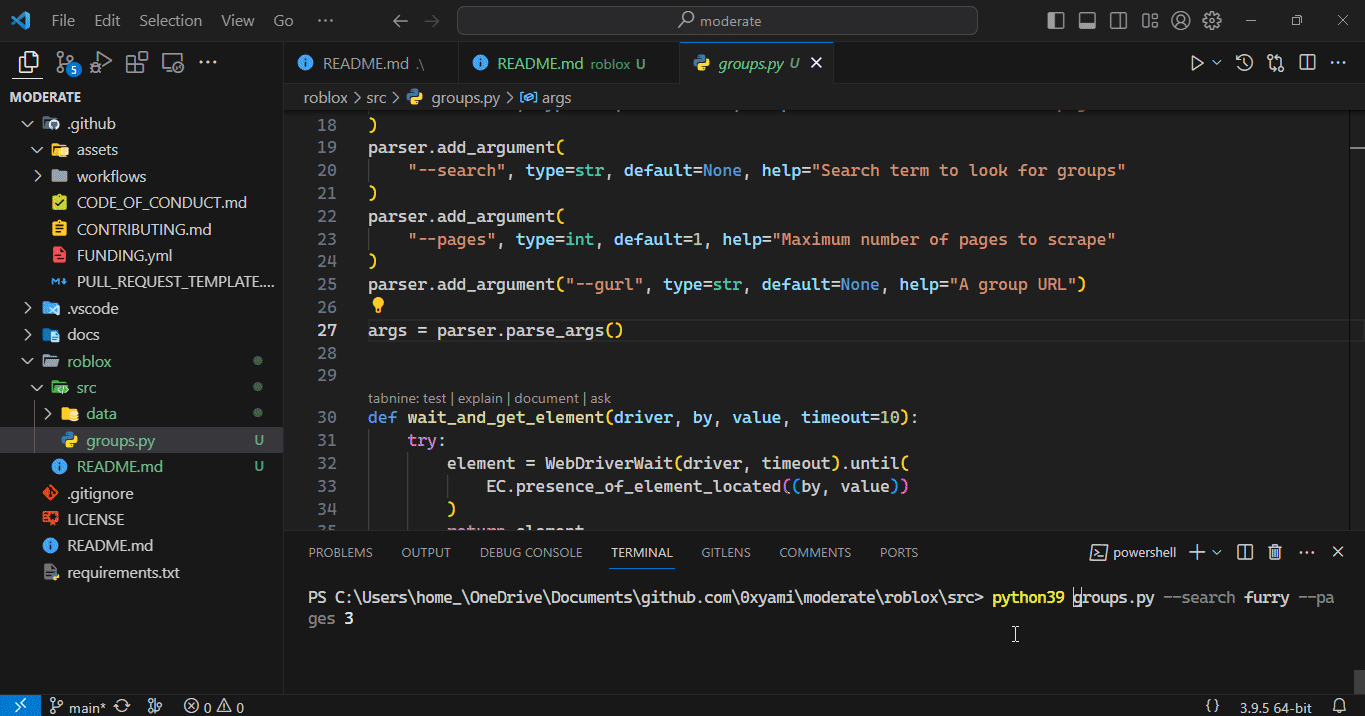 File Edit Selection View Go ··· moderate
5
MODERATE
.github
assets
workflows
CODE_OF_CONDUCT.md
CONTRIBUTING.md
FUNDING.yml
PULL_REQUEST_TEMPLATE....
.vscode
docs
roblox
src
data
groups.py U
README.md U
.gitignore
LICENSE
README.md
requirements.txt
README.md .\ README.md roblox U groups.py U
roblox > src > groups.py > args
18 )
19 parser.add_argument(
20 "--search", type=str, default=None, help="Search term to look for groups"
21 )
22 parser.add_argument(
23 "--pages", type=int, default=1, help="Maximum number of pages to scrape"
24 )
25 parser.add_argument("--gurl", type=str, default=None, help="A group URL")
26
27 args = parser.parse_args()
28
29
tabnine: test | explain | document | ask
30 def wait_and_get_element(driver, by, value, timeout=10):
31 try:
32 element = WebDriverWait(driver, timeout).until(
33 EC.presence_of_element_located((by, value))
34 )
35 return element
PROBLEMS OUTPUT DEBUG CONSOLE TERMINAL GITLENS COMMENTS PORTS powershell
PS C:\Users\home_\OneDrive\Documents\github.com\0xyami\moderate\roblox\src> python39 groups.py --search furry --pa
ges 3
main* 0 0 {} 3.9.5 64-bit